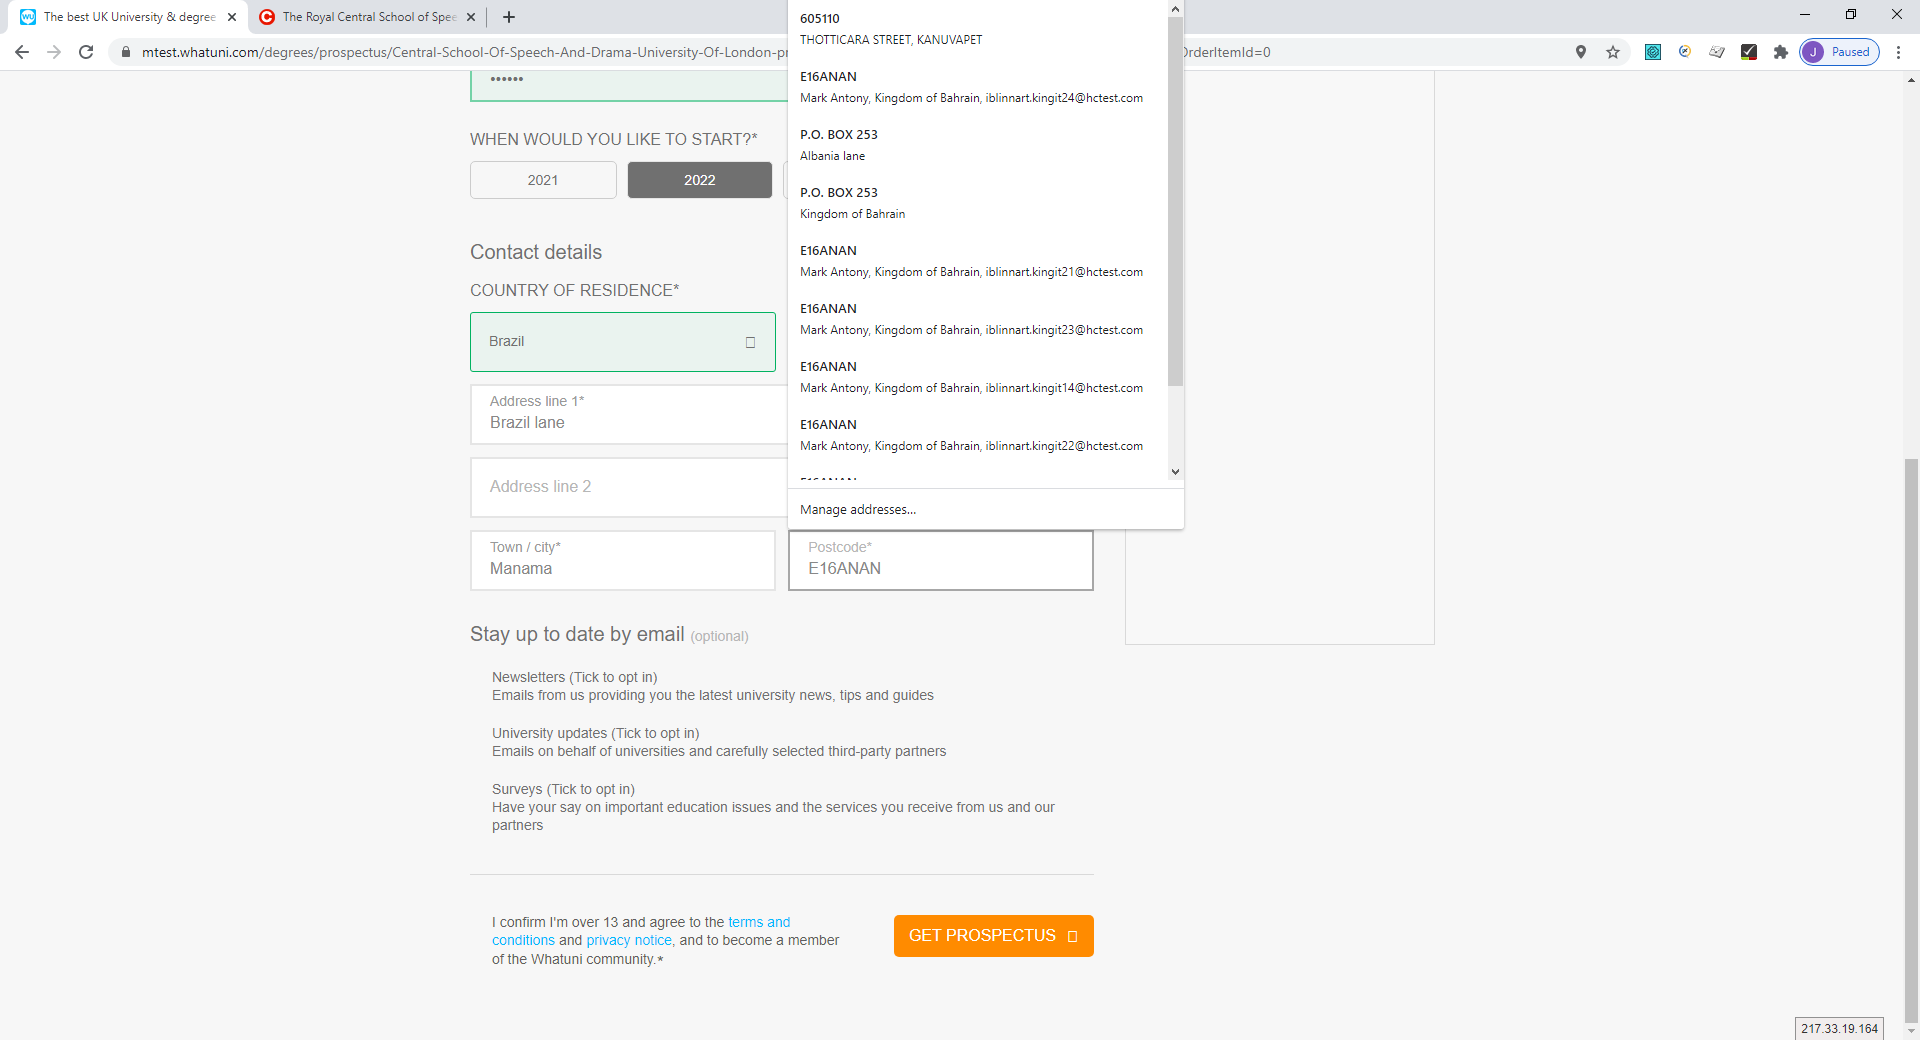 The best UK University & degree
The Royal Central School of Spee
mtest.whatuni.com/degrees/prospectus/Central-School-Of-Speech-And-Drama-University-Of-London-pr
OrderItemId=0
J Paused
••••••
WHEN WOULD YOU LIKE TO START?*
2021
2022
Contact details
COUNTRY OF RESIDENCE*
Brazil
Address line 1*
Brazil lane
Address line 2
Town / city*
Manama
Postcode*
E16ANAN
605110
THOTTICARA STREET, KANUVAPET
E16ANAN
Mark Antony, Kingdom of Bahrain, iblinnart.kingit24@hctest.com
P.O. BOX 253
Albania lane
P.O. BOX 253
Kingdom of Bahrain
E16ANAN
Mark Antony, Kingdom of Bahrain, iblinnart.kingit21@hctest.com
E16ANAN
Mark Antony, Kingdom of Bahrain, iblinnart.kingit23@hctest.com
E16ANAN
Mark Antony, Kingdom of Bahrain, iblinnart.kingit14@hctest.com
E16ANAN
Mark Antony, Kingdom of Bahrain, iblinnart.kingit22@hctest.com
E16ANAN
Manage addresses...
Stay up to date by email (optional)
Newsletters (Tick to opt in)
Emails from us providing you the latest university news, tips and guides
University updates (Tick to opt in)
Emails on behalf of universities and carefully selected third-party partners
Surveys (Tick to opt in)
Have your say on important education issues and the services you receive from us and our
partners
I confirm I'm over 13 and agree to the terms and
conditions and privacy notice, and to become a member
of the Whatuni community.*
GET PROSPECTUS
217.33.19.164